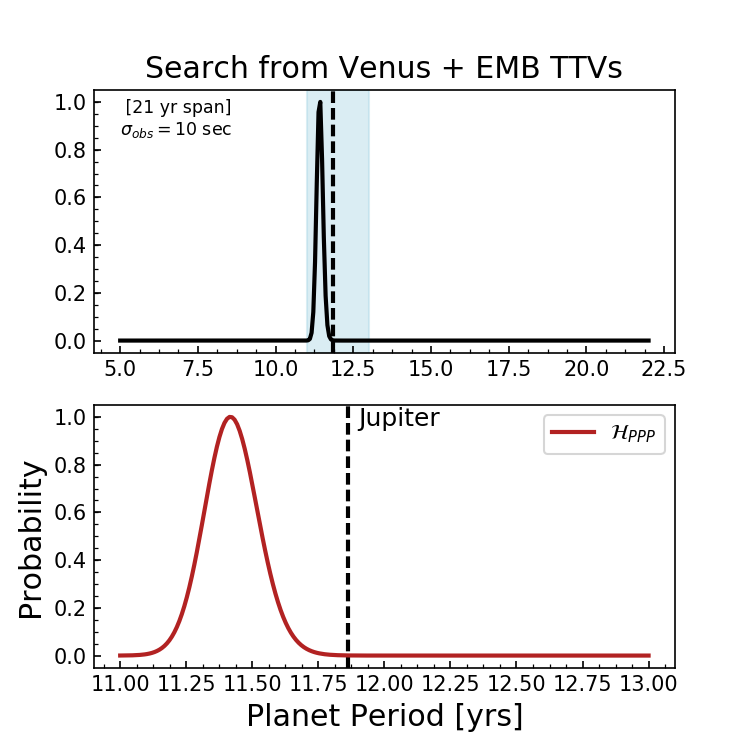 Search from Venus + EMB TTVs
[21 yr span]
σ_obs = 10 sec
1.0
0.8
0.6
0.4
0.2
0.0
5.0 7.5 10.0 12.5 15.0 17.5 20.0 22.5
Jupiter
ℋ_PPP
1.0
0.8
0.6
0.4
0.2
0.0
Probability
11.00 11.25 11.50 11.75 12.00 12.25 12.50 12.75 13.00
Planet Period [yrs]